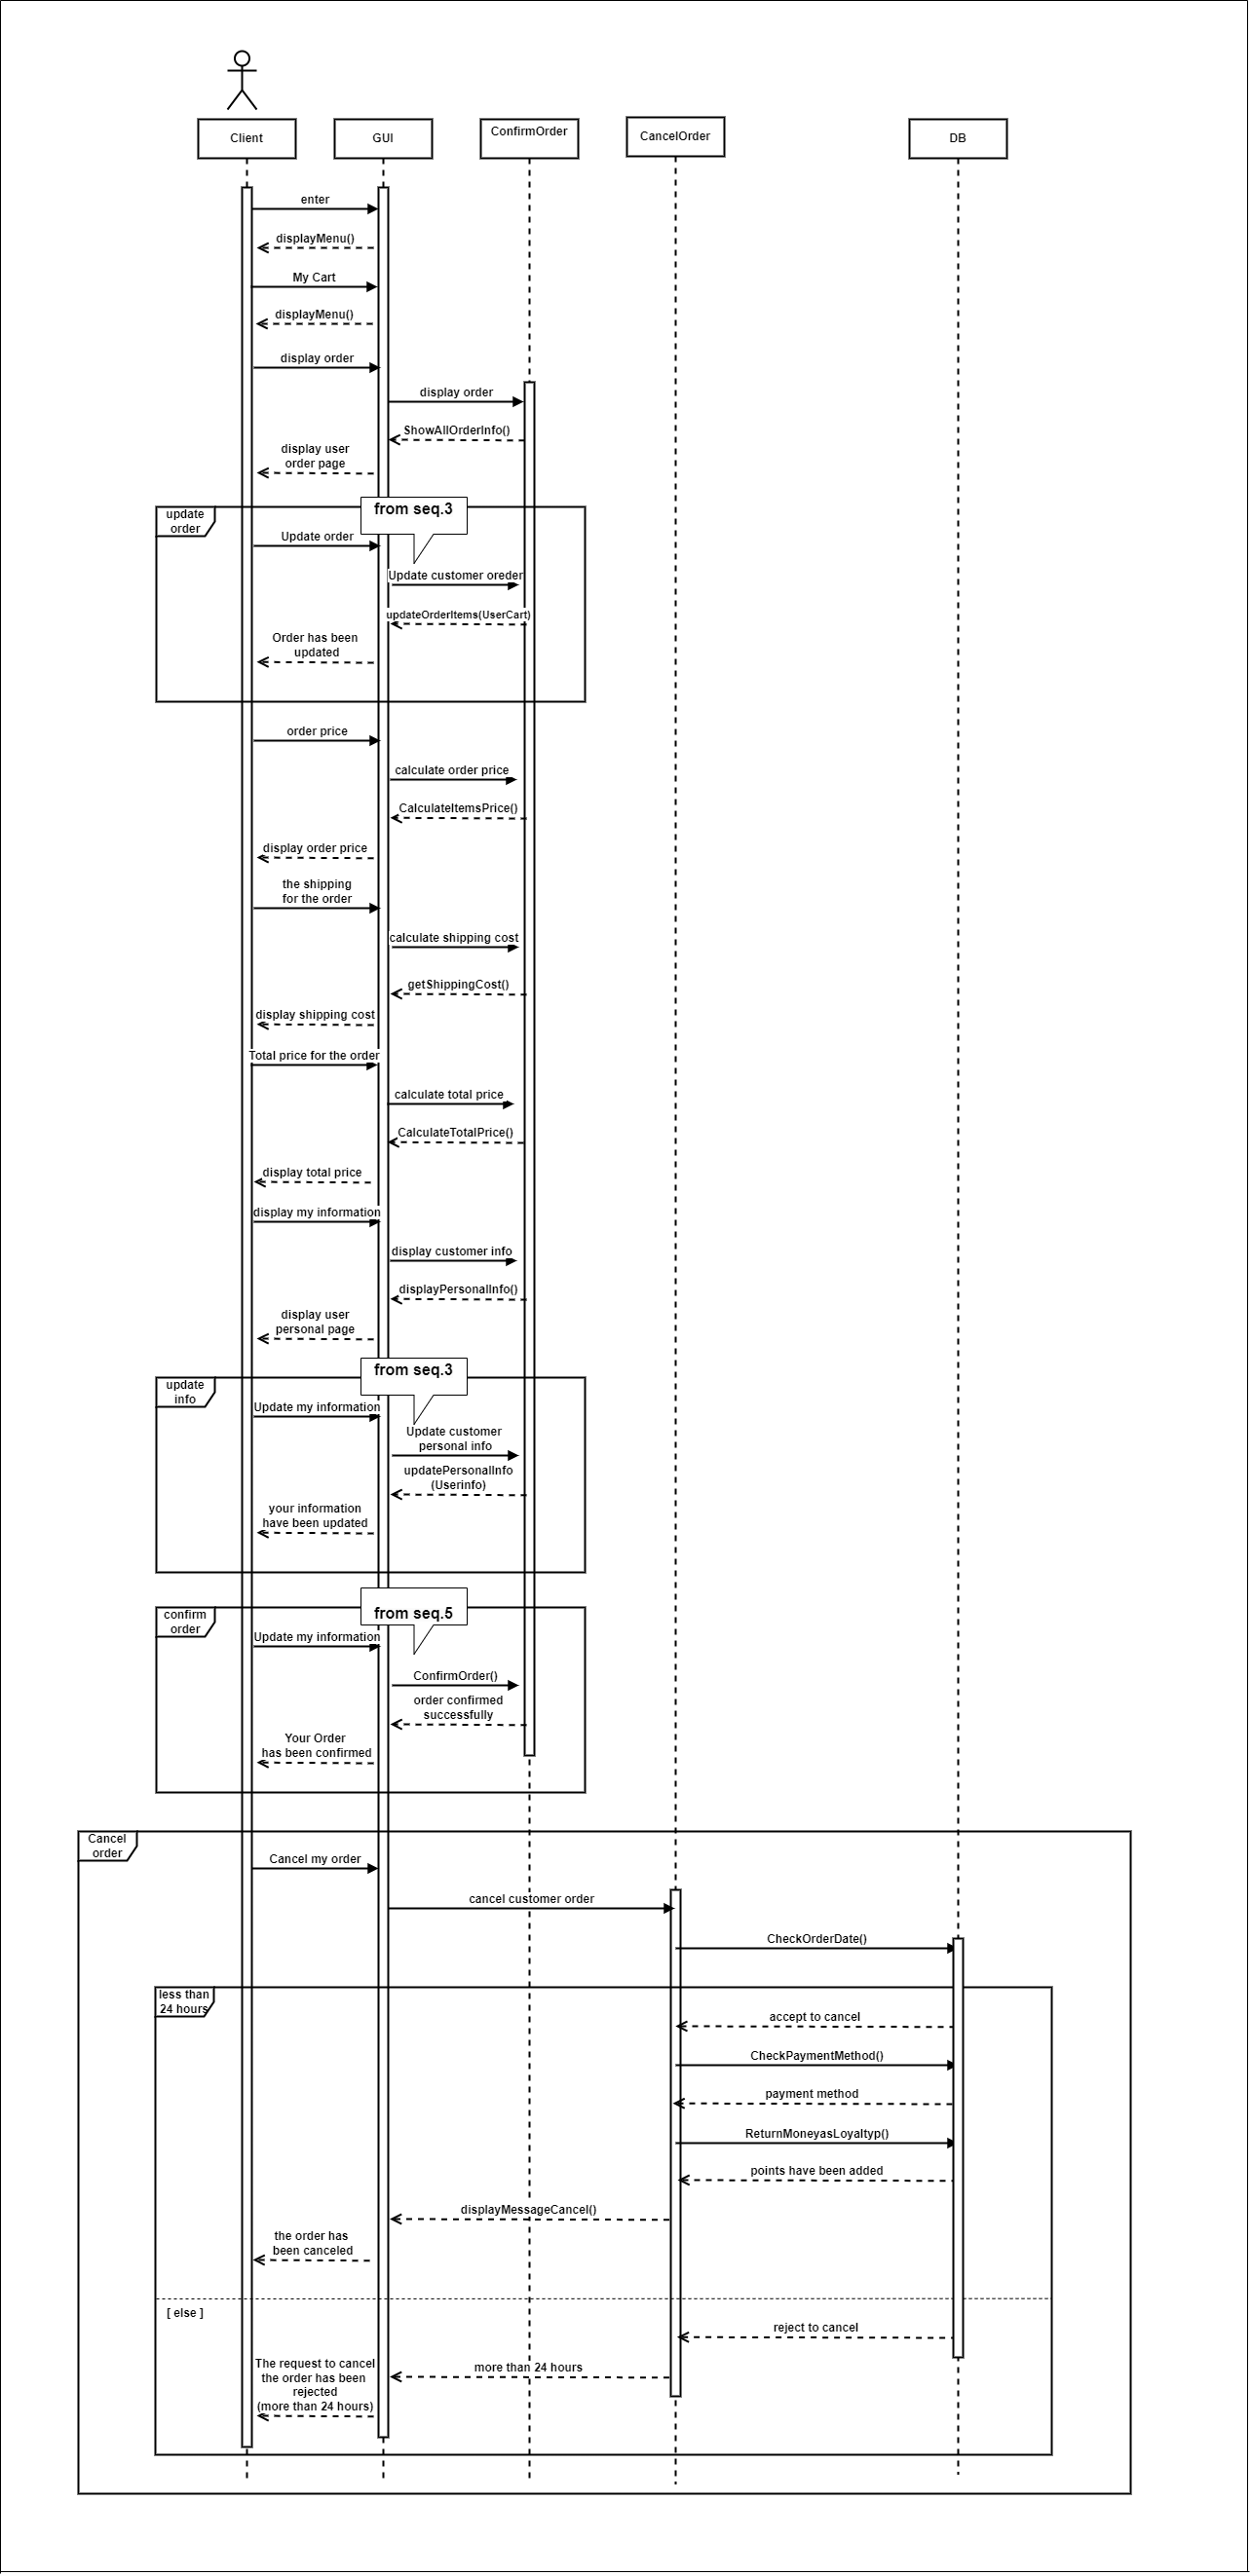 Client
GUI
ConfirmOrder
CancelOrder
DB
enter
displayMenu()
My Cart
displayMenu()
display order
display order
ShowAllOrderInfo()
display user
order page
from seq.3
update
order
Update order
Update customer oreder
updateOrderItems(UserCart)
Order has been
updated
order price
calculate order price
CalculateItemsPrice()
display order price
the shipping
for the order
calculate shipping cost
getShippingCost()
display shipping cost
Total price for the order
calculate total price
CalculateTotalPrice()
display total price
display my information
display customer info
displayPersonalInfo()
display user
personal page
from seq.3
update
info
Update my information
Update customer
personal info
updatePersonalInfo
(Userinfo)
your information
have been updated
from seq.5
confirm
order
Update my information
ConfirmOrder()
order confirmed
successfully
Your Order
has been confirmed
Cancel
order
Cancel my order
cancel customer order
CheckOrderDate()
less than
24 hours
accept to cancel
CheckPaymentMethod()
payment method
ReturnMoneyasLoyaltyp()
points have been added
displayMessageCancel()
the order has
been canceled
[ else ]
reject to cancel
more than 24 hours
The request to cancel
the order has been
rejected
(more than 24 hours)